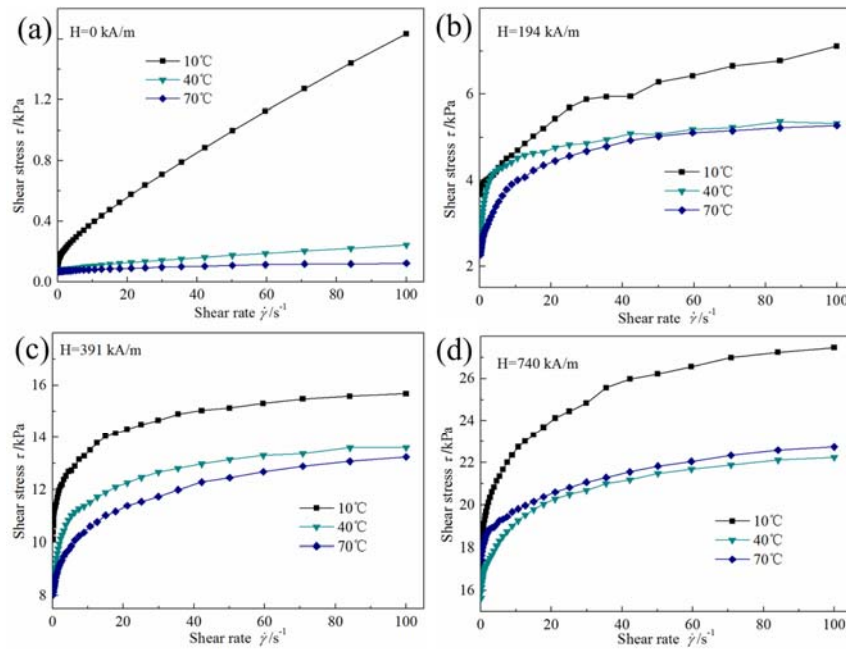 (a)
H=0 kA/m
10℃
40℃
70℃
Shear stress τ /kPa
1.2
0.8
0.4
0.0
0 20 40 60 80 100
Shear rate γ̇/s⁻¹
(b)
H=194 kA/m
10℃
40℃
70℃
Shear stress τ /kPa
6
4
2
0 20 40 60 80 100
Shear rate γ̇/s⁻¹
(c)
H=391 kA/m
10℃
40℃
70℃
Shear stress τ /kPa
16
14
12
10
8
0 20 40 60 80 100
Shear rate γ̇/s⁻¹
(d)
H=740 kA/m
10℃
40℃
70℃
Shear stress τ /kPa
26
24
22
20
18
16
0 20 40 60 80 100
Shear rate γ̇/s⁻¹